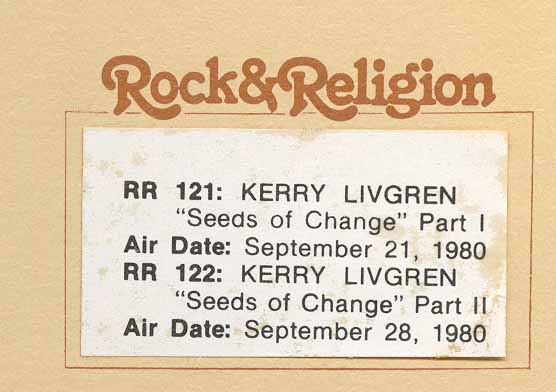 Rock&Religion
RR 121: KERRY LIVGREN
“Seeds of Change” Part I
Air Date: September 21, 1980
RR 122: KERRY LIVGREN
“Seeds of Change” Part II
Air Date: September 28, 1980